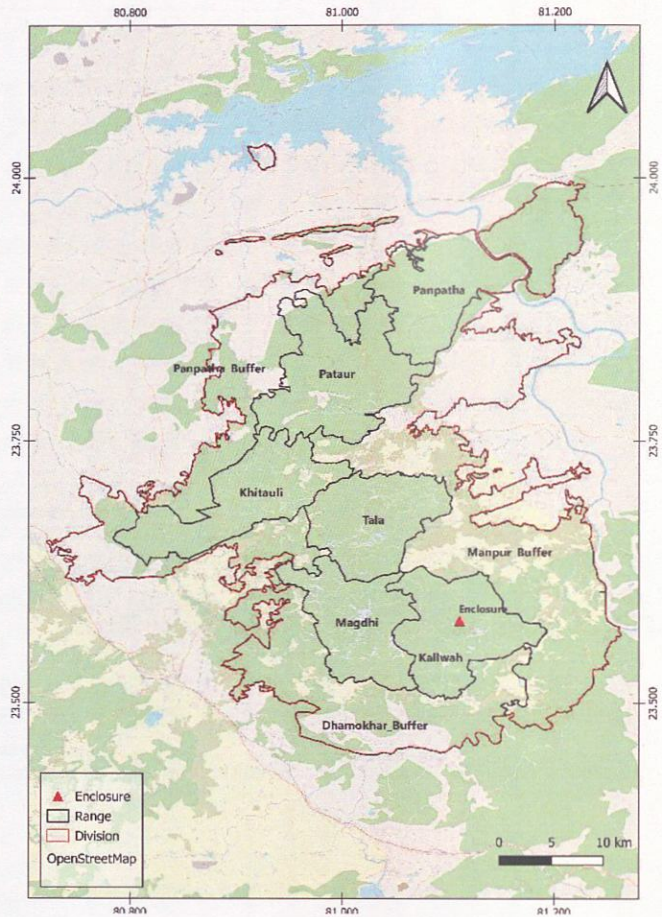 80.800 81.000 81.200
24.000 24.000
Panpatha
Panpatha Buffer
Pataur
23.750 23.750
Khitauli
Tala
Manpur Buffer
Enclosure
Magdhi
Kallwah
23.500 23.500
Dhamokhar_Buffer
Enclosure
Range
Division
OpenStreetMap
0 5 10 km
80.800 81.000 81.200